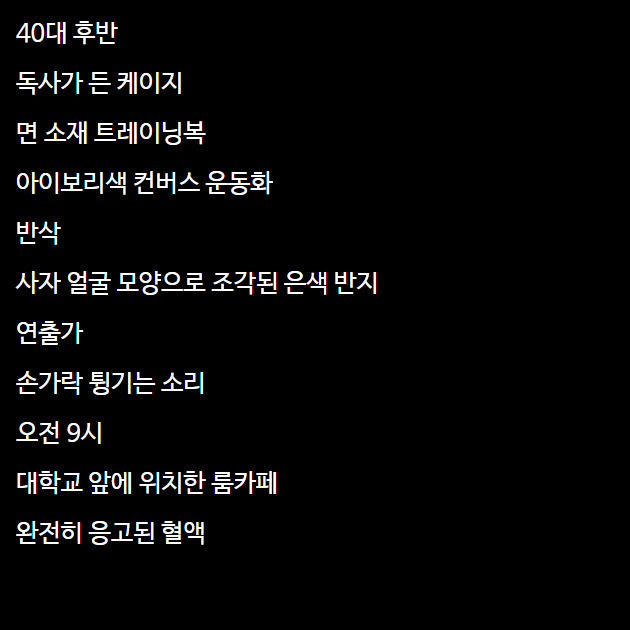 40대 후반
독사가 든 케이지
면 소재 트레이닝복
아이보리색 컨버스 운동화
반삭
사자 얼굴 모양으로 조각된 은색 반지
연출가
손가락 튕기는 소리
오전 9시
대학교 앞에 위치한 룸카페
완전히 응고된 혈액